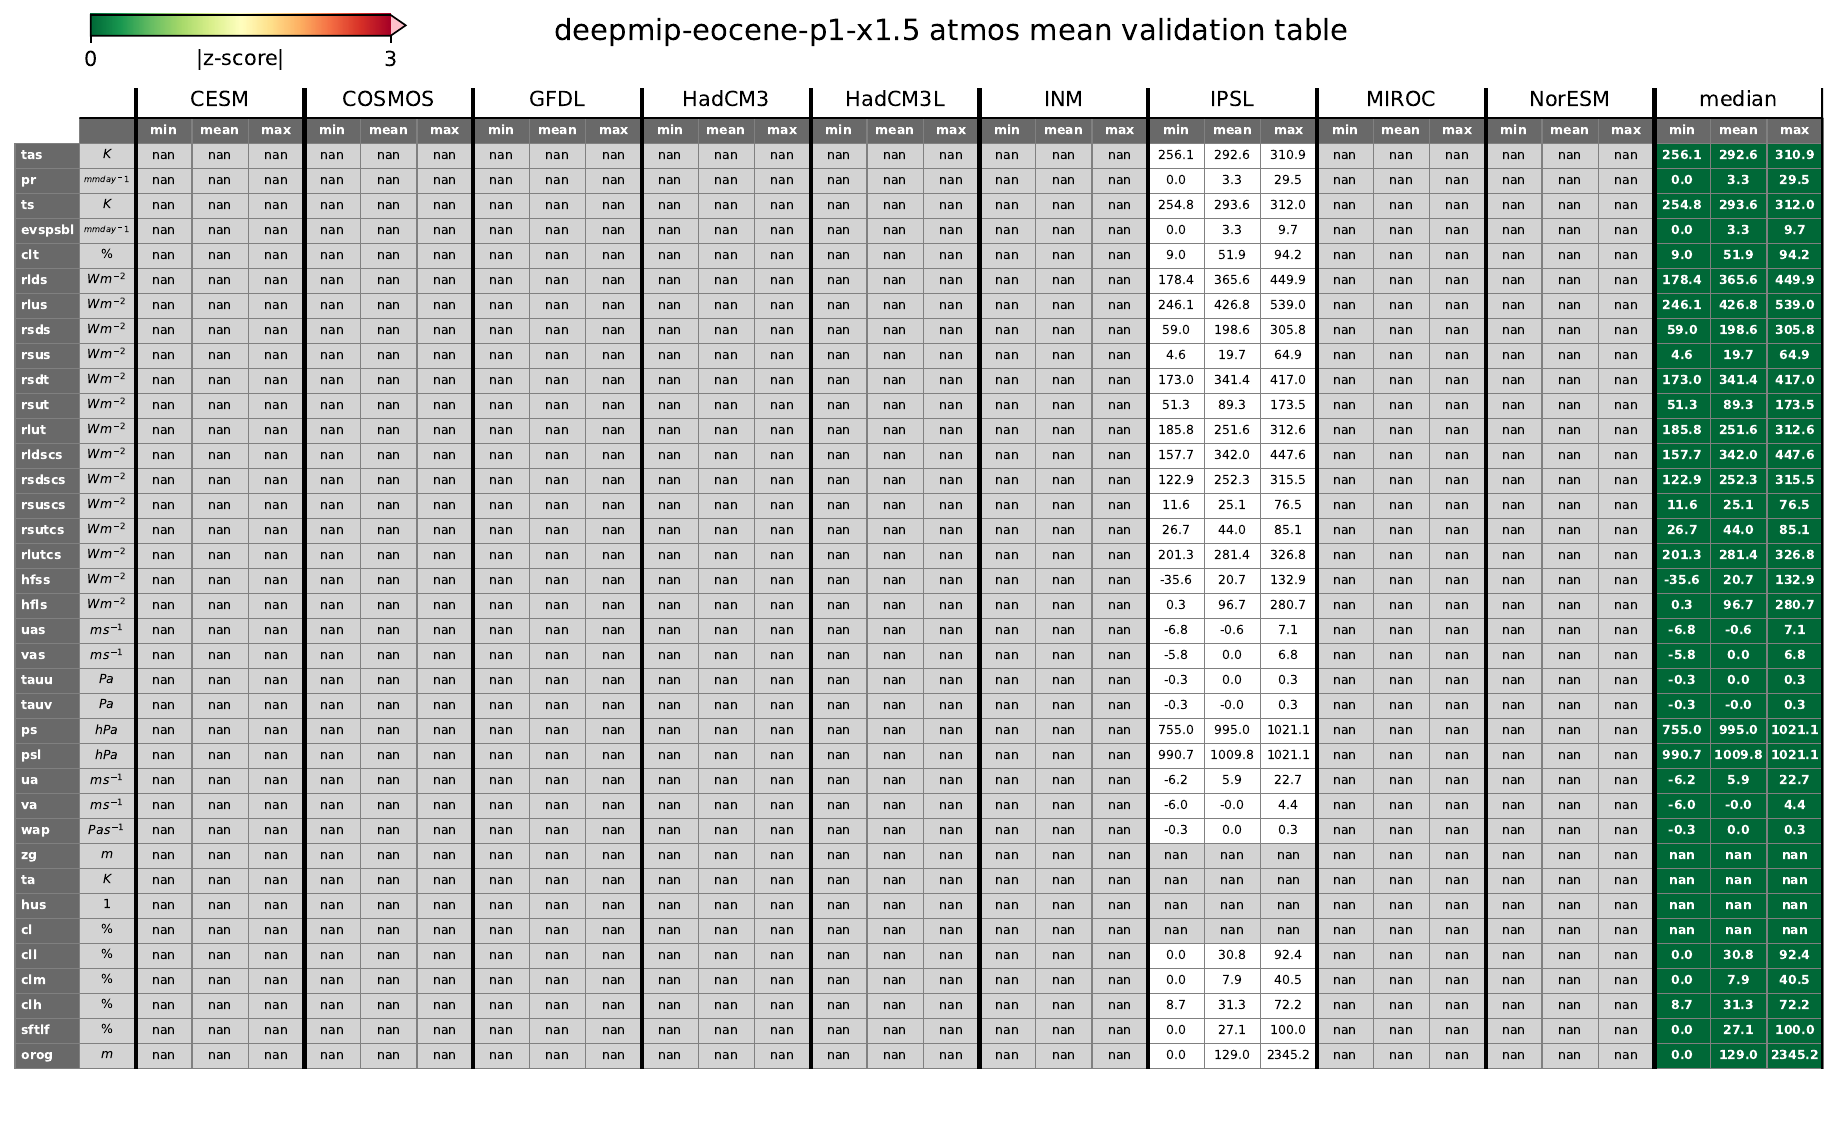 deepmip-eocene-p1-x1.5 atmos mean validation table
0 |z-score| 3
CESM COSMOS GFDL HadCM3 HadCM3L INM IPSL MIROC NorESM median
min mean max min mean max min mean max min mean max min mean max min mean max min mean max min mean max min mean max min mean max
tas K nan nan nan nan nan nan nan nan nan nan nan nan nan nan nan nan nan nan 256.1 292.6 310.9 nan nan nan nan nan nan 256.1 292.6 310.9
pr mmday−1 nan nan nan nan nan nan nan nan nan nan nan nan nan nan nan nan nan nan 0.0 3.3 29.5 nan nan nan nan nan nan 0.0 3.3 29.5
ts K nan nan nan nan nan nan nan nan nan nan nan nan nan nan nan nan nan nan 254.8 293.6 312.0 nan nan nan nan nan nan 254.8 293.6 312.0
evspsbl mmday−1 nan nan nan nan nan nan nan nan nan nan nan nan nan nan nan nan nan nan 0.0 3.3 9.7 nan nan nan nan nan nan 0.0 3.3 9.7
clt % nan nan nan nan nan nan nan nan nan nan nan nan nan nan nan nan nan nan 9.0 51.9 94.2 nan nan nan nan nan nan 9.0 51.9 94.2
rlds Wm−2 nan nan nan nan nan nan nan nan nan nan nan nan nan nan nan nan nan nan 178.4 365.6 449.9 nan nan nan nan nan nan 178.4 365.6 449.9
rlus Wm−2 nan nan nan nan nan nan nan nan nan nan nan nan nan nan nan nan nan nan 246.1 426.8 539.0 nan nan nan nan nan nan 246.1 426.8 539.0
rsds Wm−2 nan nan nan nan nan nan nan nan nan nan nan nan nan nan nan nan nan nan 59.0 198.6 305.8 nan nan nan nan nan nan 59.0 198.6 305.8
rsus Wm−2 nan nan nan nan nan nan nan nan nan nan nan nan nan nan nan nan nan nan 4.6 19.7 64.9 nan nan nan nan nan nan 4.6 19.7 64.9
rsdt Wm−2 nan nan nan nan nan nan nan nan nan nan nan nan nan nan nan nan nan nan 173.0 341.4 417.0 nan nan nan nan nan nan 173.0 341.4 417.0
rsut Wm−2 nan nan nan nan nan nan nan nan nan nan nan nan nan nan nan nan nan nan 51.3 89.3 173.5 nan nan nan nan nan nan 51.3 89.3 173.5
rlut Wm−2 nan nan nan nan nan nan nan nan nan nan nan nan nan nan nan nan nan nan 185.8 251.6 312.6 nan nan nan nan nan nan 185.8 251.6 312.6
rldscs Wm−2 nan nan nan nan nan nan nan nan nan nan nan nan nan nan nan nan nan nan 157.7 342.0 447.6 nan nan nan nan nan nan 157.7 342.0 447.6
rsdscs Wm−2 nan nan nan nan nan nan nan nan nan nan nan nan nan nan nan nan nan nan 122.9 252.3 315.5 nan nan nan nan nan nan 122.9 252.3 315.5
rsuscs Wm−2 nan nan nan nan nan nan nan nan nan nan nan nan nan nan nan nan nan nan 11.6 25.1 76.5 nan nan nan nan nan nan 11.6 25.1 76.5
rsutcs Wm−2 nan nan nan nan nan nan nan nan nan nan nan nan nan nan nan nan nan nan 26.7 44.0 85.1 nan nan nan nan nan nan 26.7 44.0 85.1
rlutcs Wm−2 nan nan nan nan nan nan nan nan nan nan nan nan nan nan nan nan nan nan 201.3 281.4 326.8 nan nan nan nan nan nan 201.3 281.4 326.8
hfss Wm−2 nan nan nan nan nan nan nan nan nan nan nan nan nan nan nan nan nan nan -35.6 20.7 132.9 nan nan nan nan nan nan -35.6 20.7 132.9
hfls Wm−2 nan nan nan nan nan nan nan nan nan nan nan nan nan nan nan nan nan nan 0.3 96.7 280.7 nan nan nan nan nan nan 0.3 96.7 280.7
uas ms−1 nan nan nan nan nan nan nan nan nan nan nan nan nan nan nan nan nan nan -6.8 -0.6 7.1 nan nan nan nan nan nan -6.8 -0.6 7.1
vas ms−1 nan nan nan nan nan nan nan nan nan nan nan nan nan nan nan nan nan nan -5.8 0.0 6.8 nan nan nan nan nan nan -5.8 0.0 6.8
tauu Pa nan nan nan nan nan nan nan nan nan nan nan nan nan nan nan nan nan nan -0.3 0.0 0.3 nan nan nan nan nan nan -0.3 0.0 0.3
tauv Pa nan nan nan nan nan nan nan nan nan nan nan nan nan nan nan nan nan nan -0.3 -0.0 0.3 nan nan nan nan nan nan -0.3 -0.0 0.3
ps hPa nan nan nan nan nan nan nan nan nan nan nan nan nan nan nan nan nan nan 755.0 995.0 1021.1 nan nan nan nan nan nan 755.0 995.0 1021.1
psl hPa nan nan nan nan nan nan nan nan nan nan nan nan nan nan nan nan nan nan 990.7 1009.8 1021.1 nan nan nan nan nan nan 990.7 1009.8 1021.1
ua ms−1 nan nan nan nan nan nan nan nan nan nan nan nan nan nan nan nan nan nan -6.2 5.9 22.7 nan nan nan nan nan nan -6.2 5.9 22.7
va ms−1 nan nan nan nan nan nan nan nan nan nan nan nan nan nan nan nan nan nan -6.0 -0.0 4.4 nan nan nan nan nan nan -6.0 -0.0 4.4
wap Pas−1 nan nan nan nan nan nan nan nan nan nan nan nan nan nan nan nan nan nan -0.3 0.0 0.3 nan nan nan nan nan nan -0.3 0.0 0.3
zg m nan nan nan nan nan nan nan nan nan nan nan nan nan nan nan nan nan nan nan nan nan nan nan nan nan nan nan nan nan nan
ta K nan nan nan nan nan nan nan nan nan nan nan nan nan nan nan nan nan nan nan nan nan nan nan nan nan nan nan nan nan nan
hus 1 nan nan nan nan nan nan nan nan nan nan nan nan nan nan nan nan nan nan nan nan nan nan nan nan nan nan nan nan nan nan
cl % nan nan nan nan nan nan nan nan nan nan nan nan nan nan nan nan nan nan nan nan nan nan nan nan nan nan nan nan nan nan
cll % nan nan nan nan nan nan nan nan nan nan nan nan nan nan nan nan nan nan 0.0 30.8 92.4 nan nan nan nan nan nan 0.0 30.8 92.4
clm % nan nan nan nan nan nan nan nan nan nan nan nan nan nan nan nan nan nan 0.0 7.9 40.5 nan nan nan nan nan nan 0.0 7.9 40.5
clh % nan nan nan nan nan nan nan nan nan nan nan nan nan nan nan nan nan nan 8.7 31.3 72.2 nan nan nan nan nan nan 8.7 31.3 72.2
sftlf % nan nan nan nan nan nan nan nan nan nan nan nan nan nan nan nan nan nan 0.0 27.1 100.0 nan nan nan nan nan nan 0.0 27.1 100.0
orog m nan nan nan nan nan nan nan nan nan nan nan nan nan nan nan nan nan nan 0.0 129.0 2345.2 nan nan nan nan nan nan 0.0 129.0 2345.2